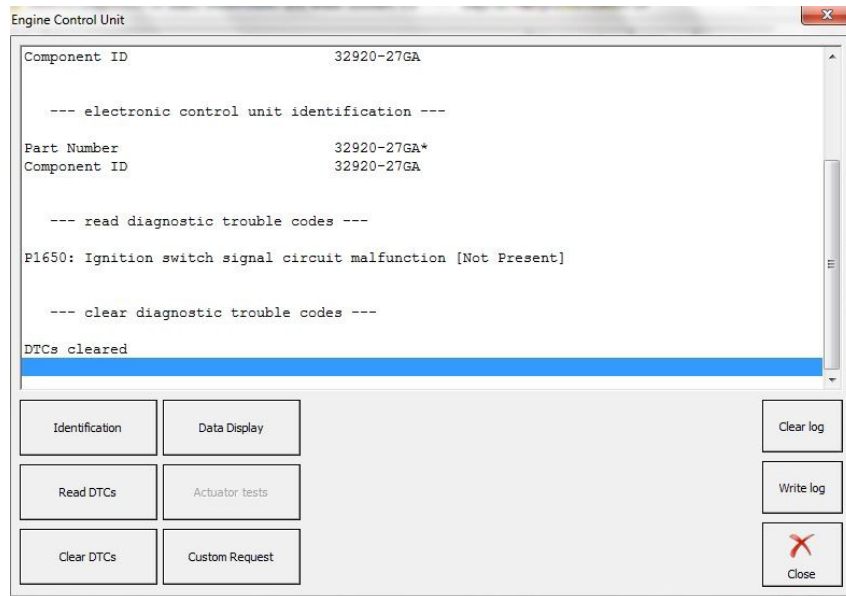 Engine Control Unit
Component ID 32920-27GA
--- electronic control unit identification ---
Part Number 32920-27GA*
Component ID 32920-27GA
--- read diagnostic trouble codes ---
P1650: Ignition switch signal circuit malfunction [Not Present]
--- clear diagnostic trouble codes ---
DTCs cleared
Identification Data Display Clear log
Read DTCs Actuator tests Write log
Clear DTCs Custom Request Close